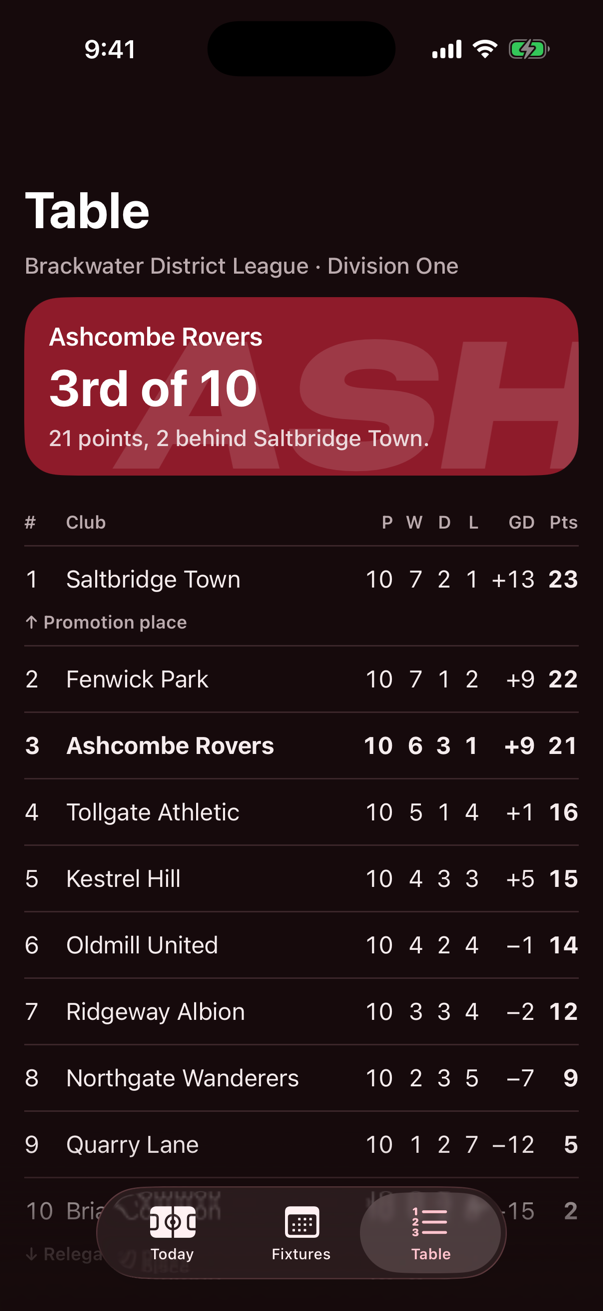 9:41
Table
Brackwater District League · Division One
ASH
Ashcombe Rovers
3rd of 10
21 points, 2 behind Saltbridge Town.
# Club P W D L GD Pts
1 Saltbridge Town 10 7 2 1 +13 23
↑ Promotion place
2 Fenwick Park 10 7 1 2 +9 22
3 Ashcombe Rovers 10 6 3 1 +9 21
4 Tollgate Athletic 10 5 1 4 +1 16
5 Kestrel Hill 10 4 3 3 +5 15
6 Oldmill United 10 4 2 4 −1 14
7 Ridgeway Albion 10 3 3 4 −2 12
8 Northgate Wanderers 10 2 3 5 −7 9
9 Quarry Lane 10 1 2 7 −12 5
10 −15 2
Today Fixtures Table